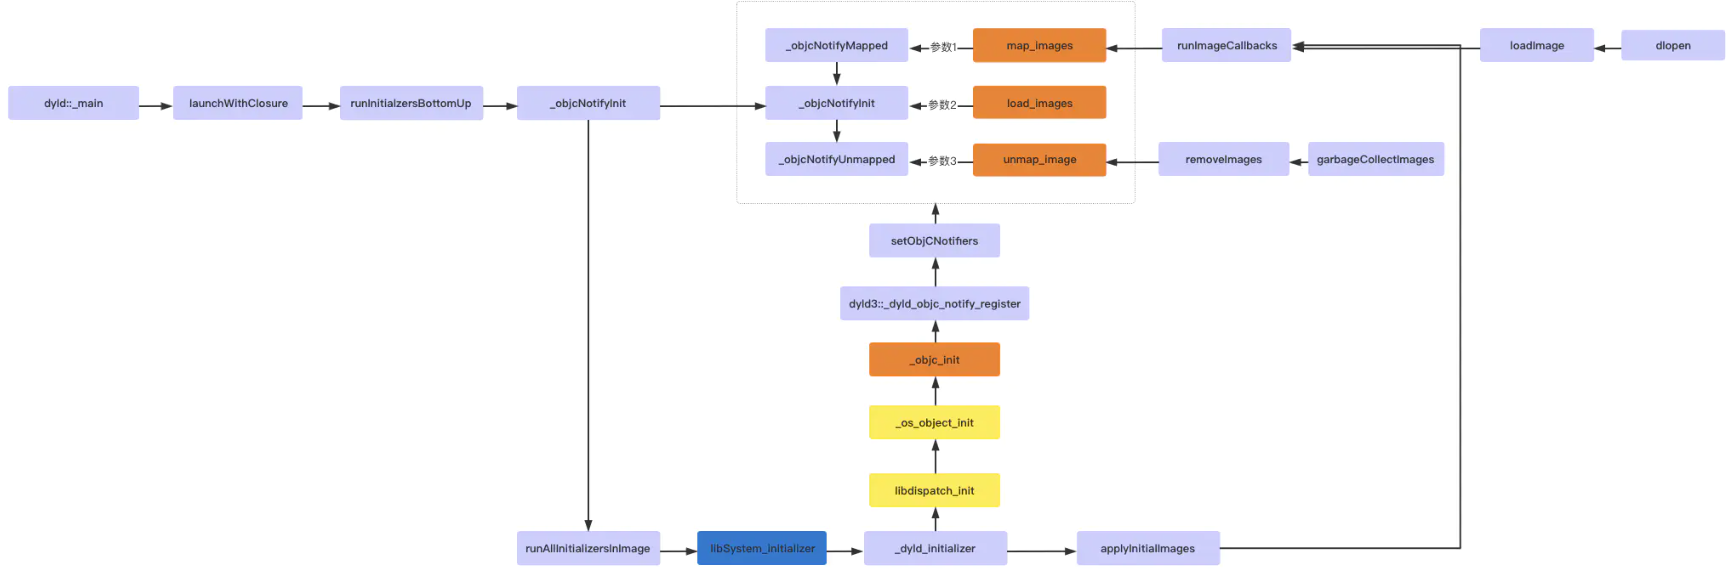 _objcNotifyMapped
参数1
map_images
runImageCallbacks
loadImage
dlopen
dyld::_main
launchWithClosure
runInitialzersBottomUp
_objcNotifyInit
_objcNotifyInit
参数2
load_images
_objcNotifyUnmapped
参数3
unmap_image
removeImages
garbageCollectImages
setObjCNotifiers
dyld3::_dyld_objc_notify_register
_objc_init
_os_object_init
libdispatch_init
runAllInitializersInImage
libSystem_initializer
_dyld_initializer
applyInitialImages